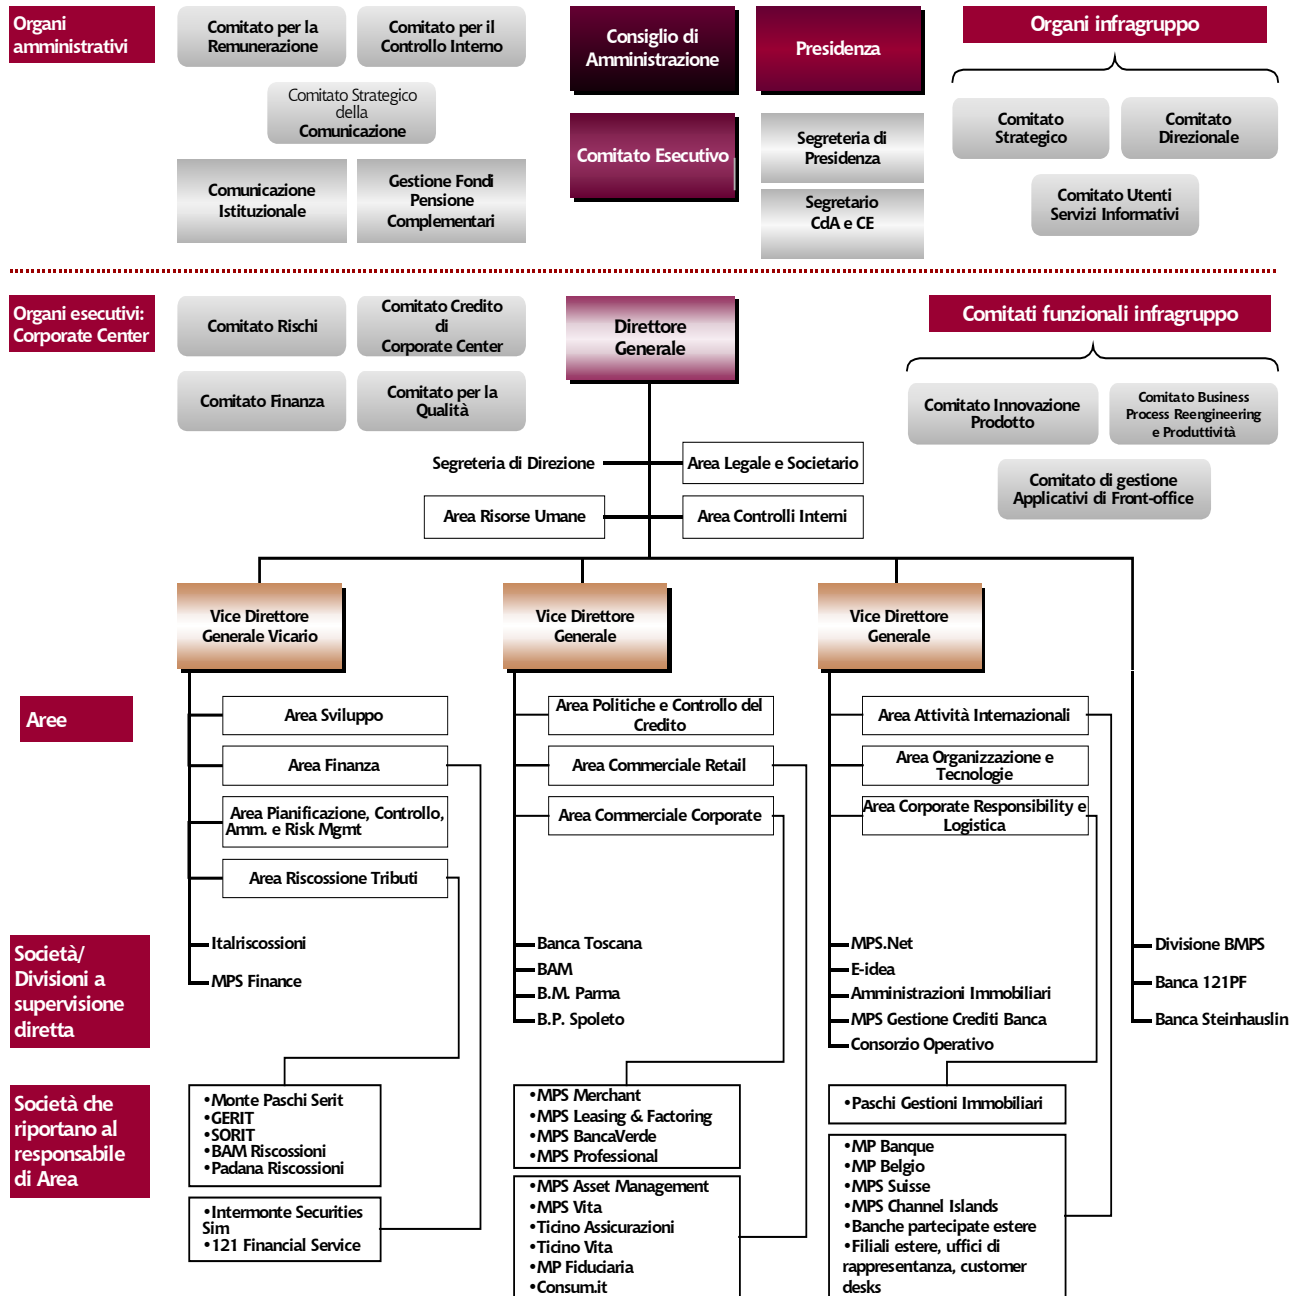 Organi
amministrativi
Comitato per la
Remunerazione
Comitato per il
Controllo Interno
Comitato Strategico
della
Comunicazione
Comunicazione
Istituzionale
Gestione Fondi
Pensione
Complementari
Consiglio di
Amministrazione
Presidenza
Comitato Esecutivo
Segreteria di
Presidenza
Segretario
CdA e CE
Organi infragruppo
Comitato
Strategico
Comitato
Direzionale
Comitato Utenti
Servizi Informativi
Organi esecutivi:
Corporate Center
Comitato Rischi
Comitato Credito
di
Corporate Center
Comitato Finanza
Comitato per la
Qualità
Direttore
Generale
Comitati funzionali infragruppo
Comitato Innovazione
Prodotto
Comitato Business
Process Reengineering
e Produttività
Comitato di gestione
Applicativi di Front-office
Segreteria di Direzione
Area Legale e Societario
Area Risorse Umane
Area Controlli Interni
Vice Direttore
Generale Vicario
Vice Direttore
Generale
Vice Direttore
Generale
Aree
Area Sviluppo
Area Finanza
Area Pianificazione, Controllo,
Amm. e Risk Mgmt
Area Riscossione Tributi
Area Politiche e Controllo del
Credito
Area Commerciale Retail
Area Commerciale Corporate
Area Attività Internazionali
Area Organizzazione e
Tecnologie
Area Corporate Responsibility e
Logistica
Società/
Divisioni a
supervisione
diretta
Italriscossioni
MPS Finance
Banca Toscana
BAM
B.M. Parma
B.P. Spoleto
MPS.Net
E-idea
Amministrazioni Immobiliari
MPS Gestione Crediti Banca
Consorzio Operativo
Divisione BMPS
Banca 121PF
Banca Steinhauslin
Società che
riportano al
responsabile
di Area
•Monte Paschi Serit
•GERIT
•SORIT
•BAM Riscossioni
•Padana Riscossioni
•Intermonte Securities
Sim
•121 Financial Service
•MPS Merchant
•MPS Leasing & Factoring
•MPS BancaVerde
•MPS Professional
•MPS Asset Management
•MPS Vita
•Ticino Assicurazioni
•Ticino Vita
•MP Fiduciaria
•Consum.it
•Paschi Gestioni Immobiliari
•MP Banque
•MP Belgio
•MPS Suisse
•MPS Channel Islands
•Banche partecipate estere
•Filiali estere, uffici di
rappresentanza, customer
desks